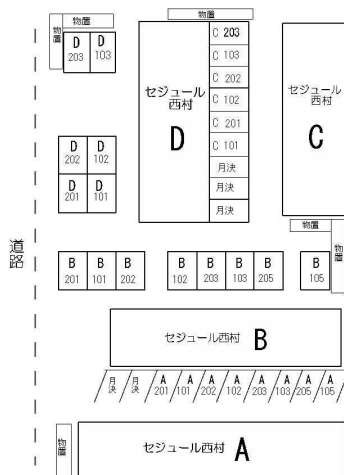 物置
物置
物置
D
203
D
103
セジュール
西村
D
C 203
C 103
C 202
C 102
C 201
C 101
月決
月決
月決
セジュール
西村
C
D
202
D
102
D
201
D
101
道路
物置
物置
B
201
B
101
B
202
B
102
B
203
B
103
B
205
B
105
セジュール西村 B
月決
月決
A
201
A
101
A
202
A
102
A
203
A
103
A
205
A
105
物置
セジュール西村 A